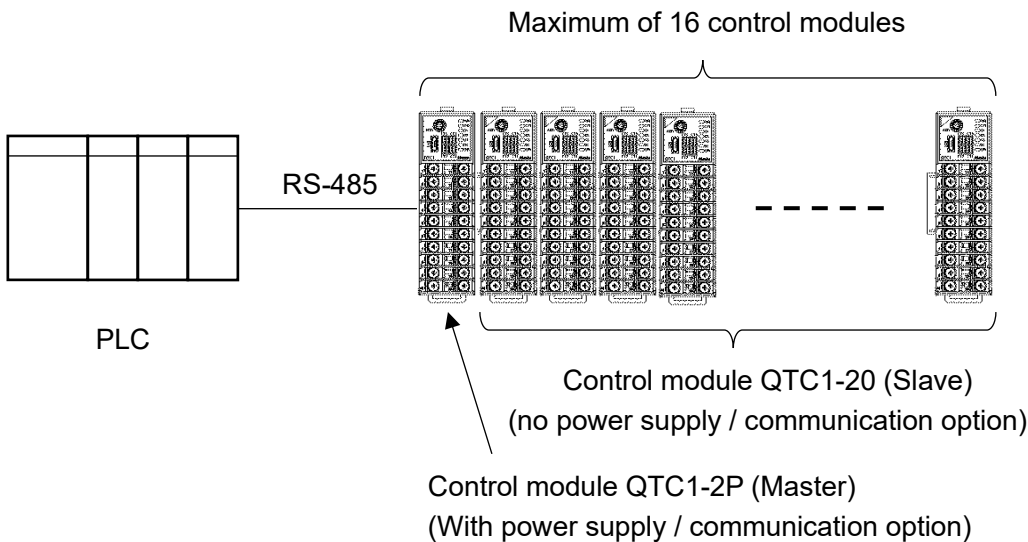 Maximum of 16 control modules
RS-485
PLC
Control module QTC1-20 (Slave)
(no power supply / communication option)
Control module QTC1-2P (Master)
(With power supply / communication option)